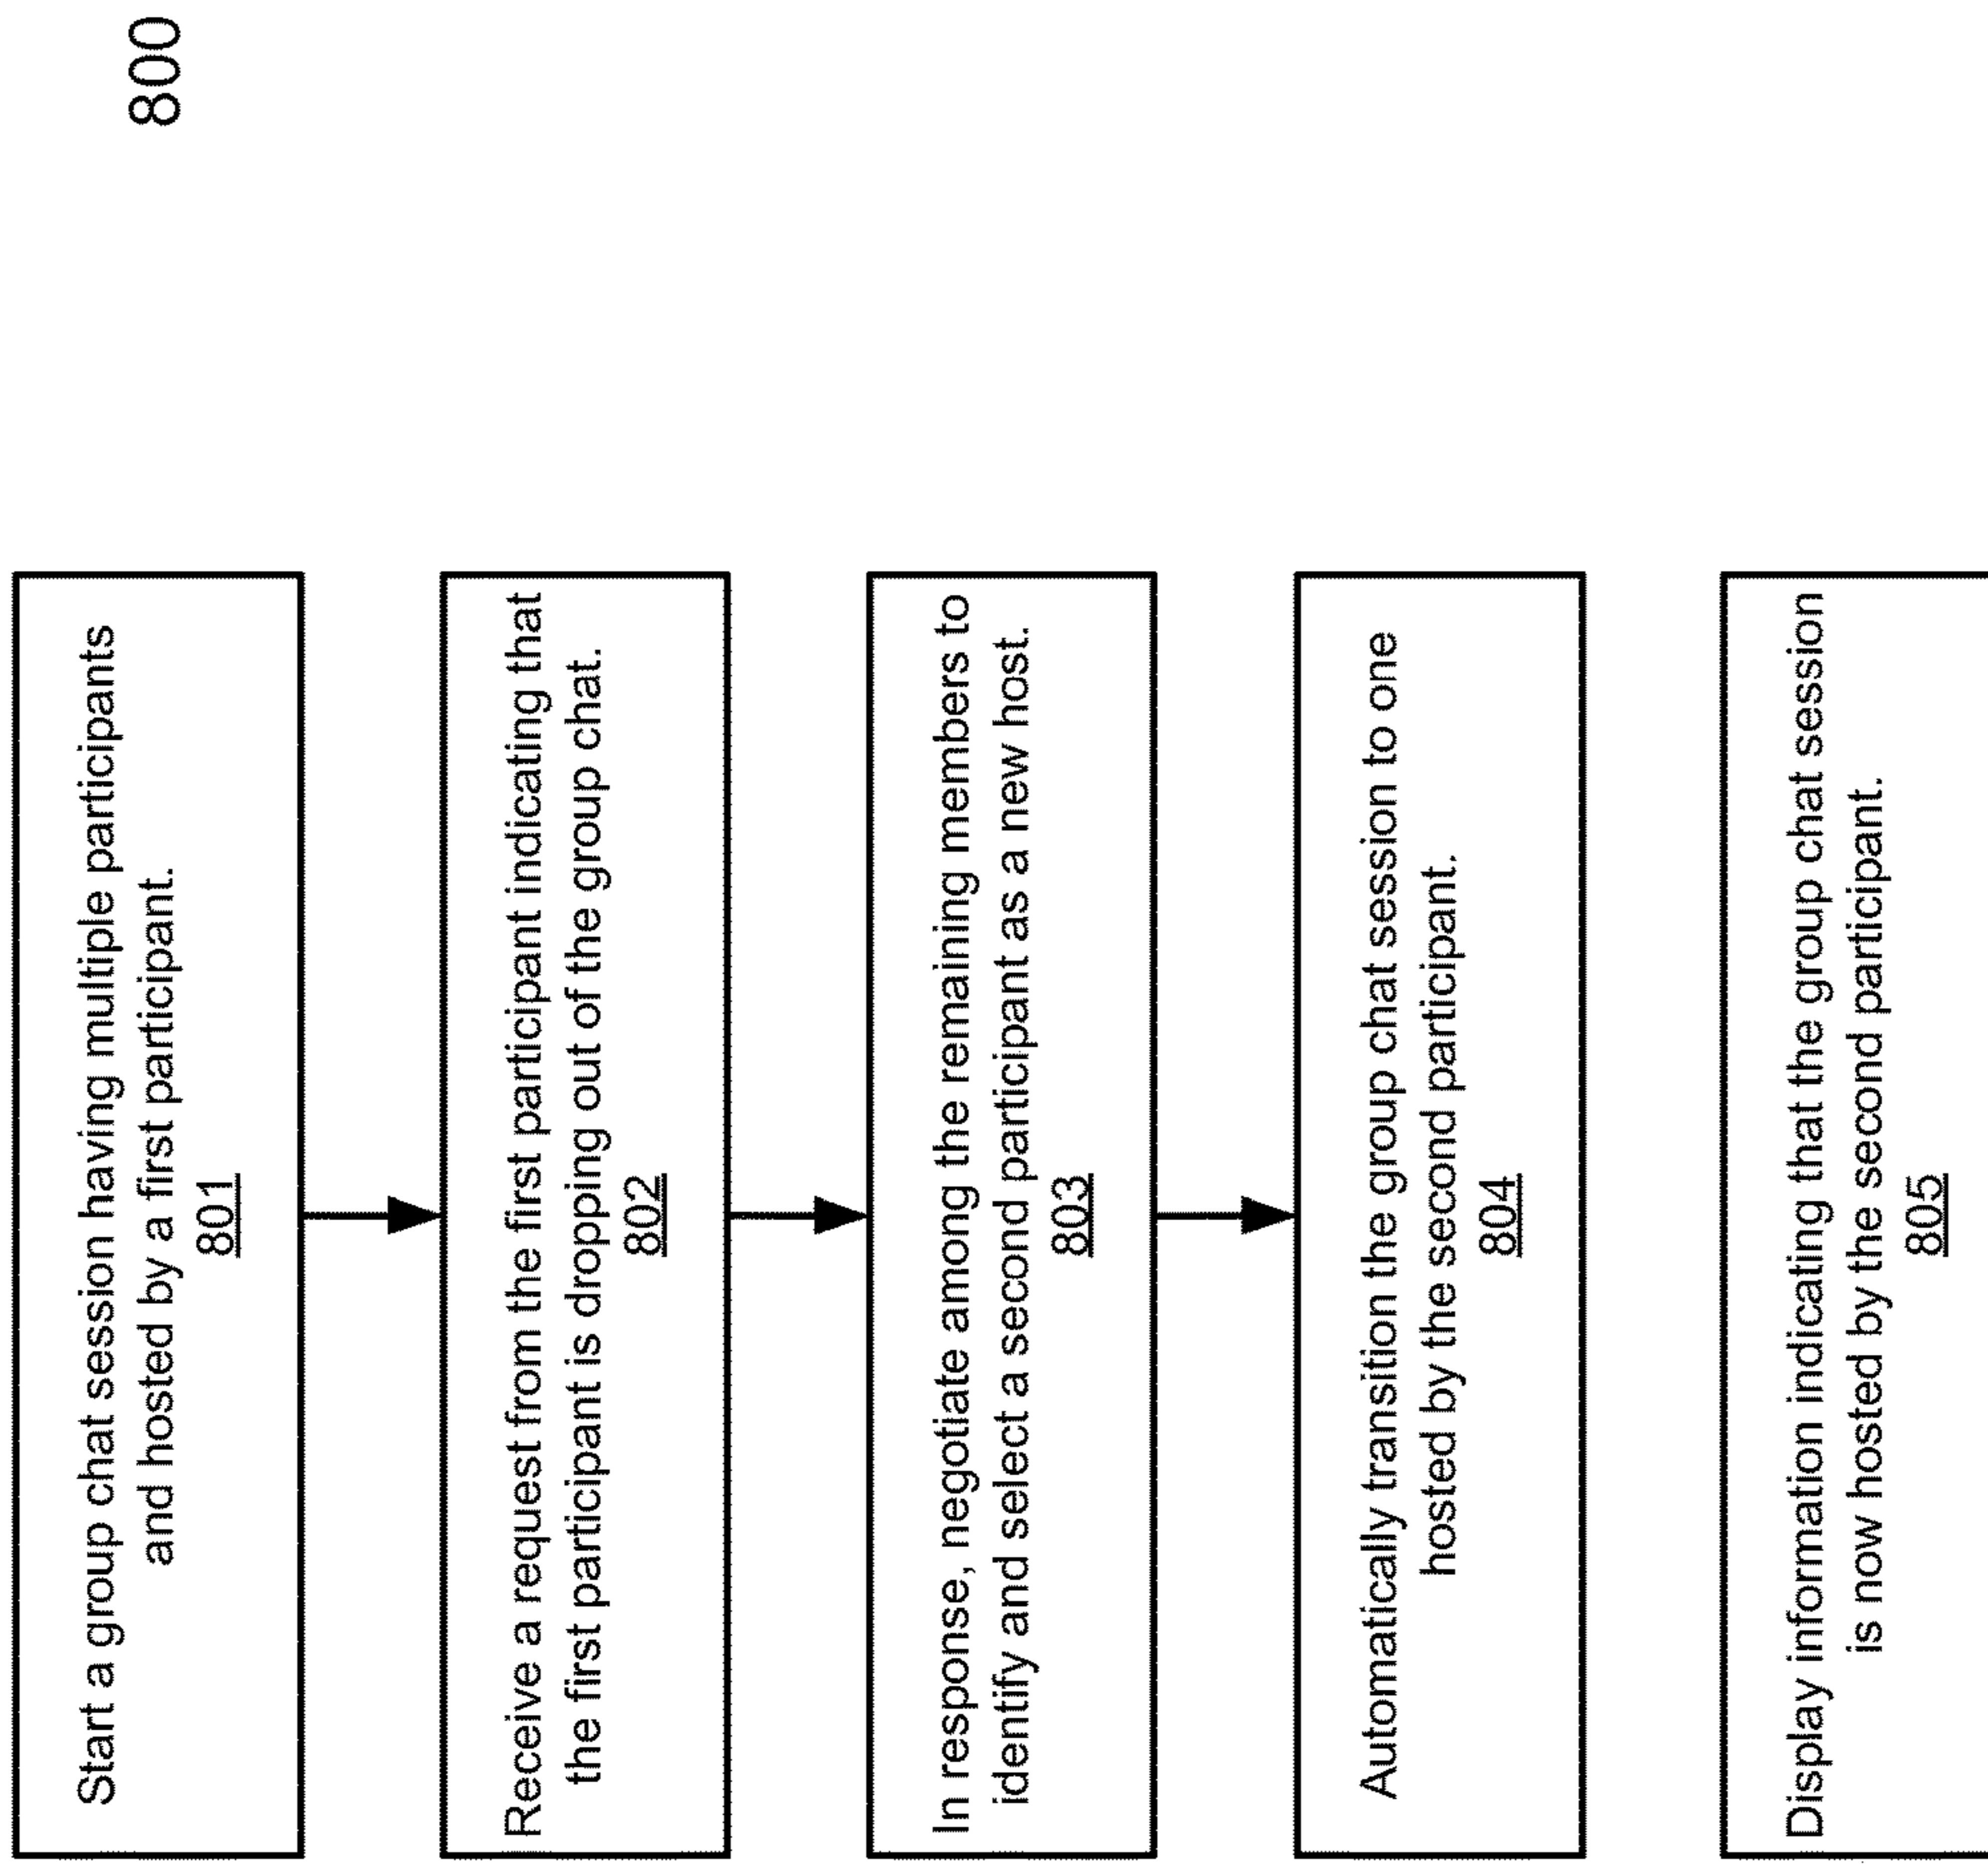 800
Start a group chat session having multiple participants
and hosted by a first participant.
801
Receive a request from the first participant indicating that
the first participant is dropping out of the group chat.
802
In response, negotiate among the remaining members to
identify and select a second participant as a new host.
803
Automatically transition the group chat session to one
hosted by the second participant.
804
Display information indicating that the group chat session
is now hosted by the second participant.
805